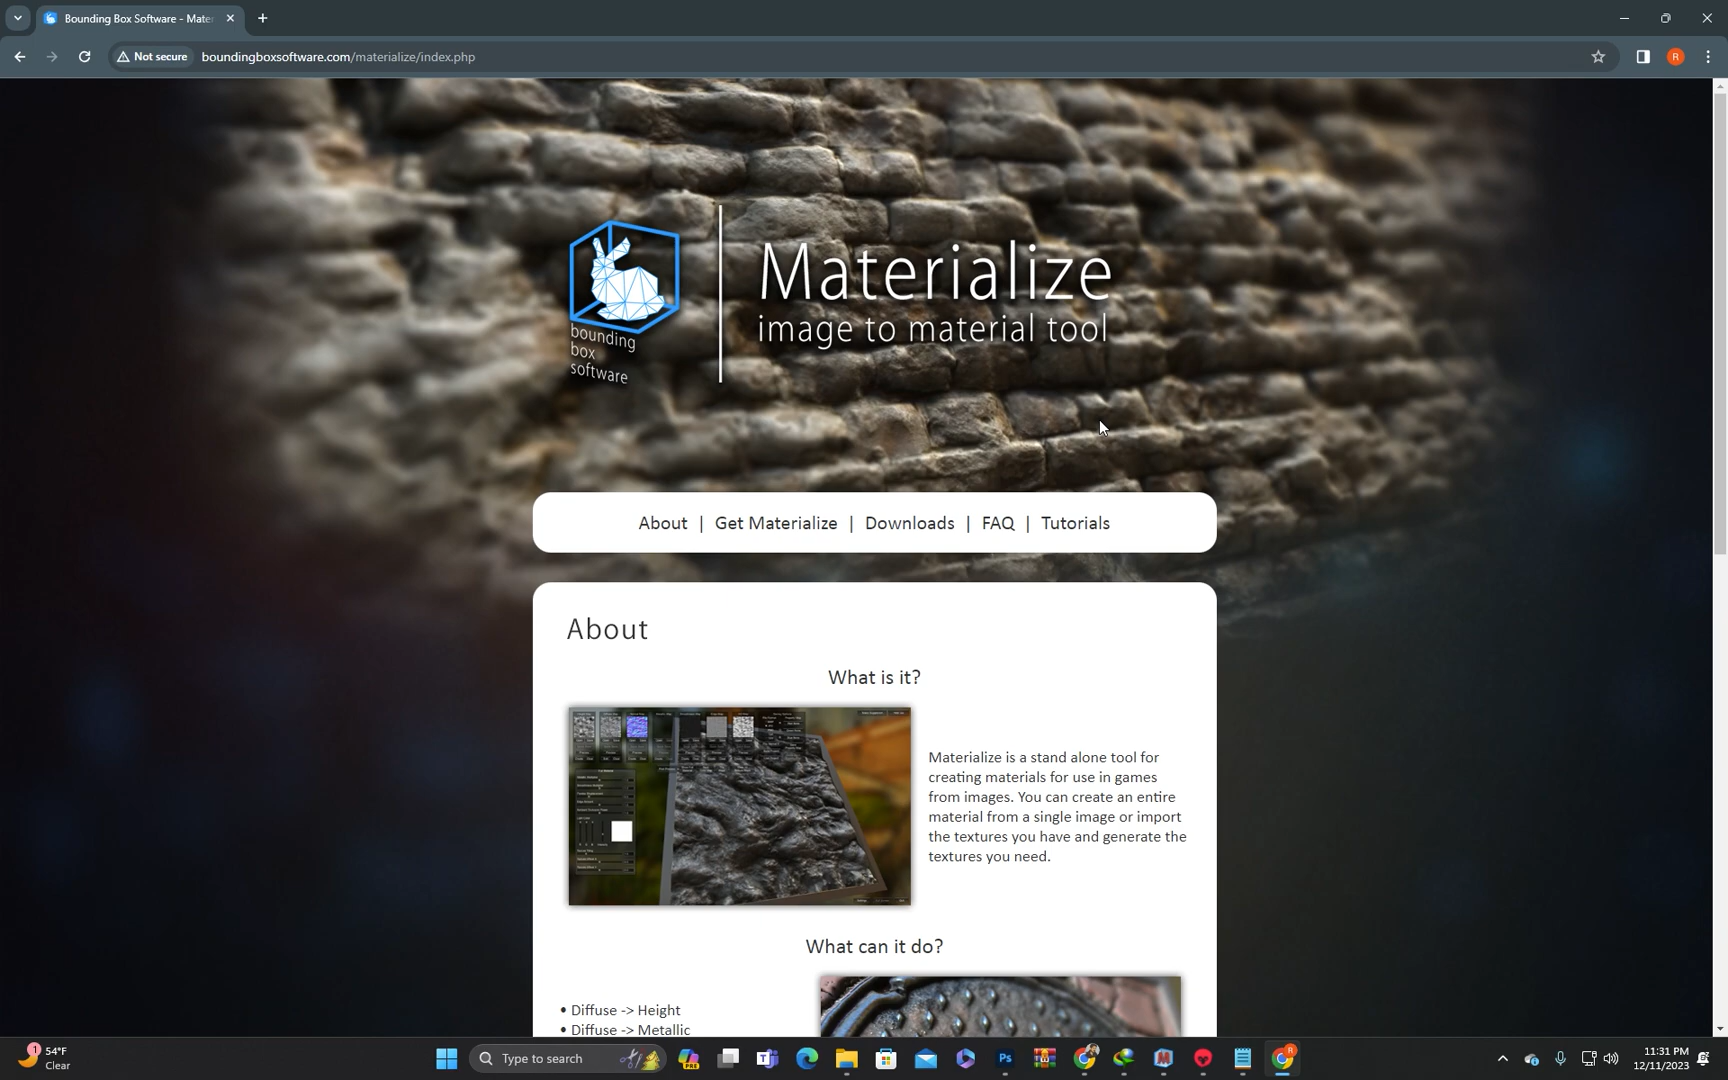 Bounding Box Software - Mater
Not secure
boundingboxsoftware.com/materialize/index.php
R
bounding
box
software
Materialize
image to material tool
About | Get Materialize | Downloads | FAQ | Tutorials
About
What is it?
Materialize is a stand alone tool for
creating materials for use in games
from images. You can create an entire
material from a single image or import
the textures you have and generate the
textures you need.
What can it do?
• Diffuse -> Height
• Diffuse -> Metallic
1
54°F
Clear
Type to search
PRE
Ps
R
11:31 PM
12/11/2023